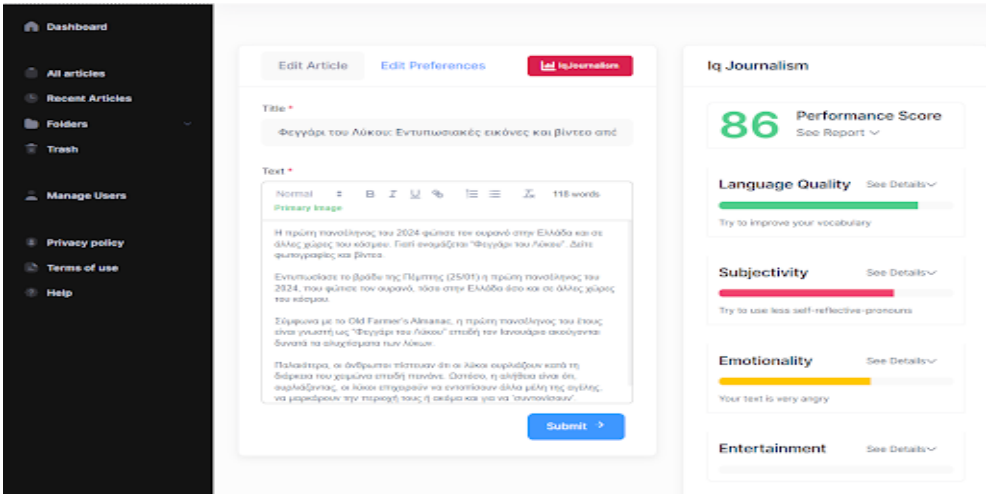 Dashboard
All articles
Recent Articles
Folders
Trash
Manage Users
Privacy policy
Terms of use
Help
Edit Article
Edit Preferences
IqJournalism
Title *
Φεγγάρι του Λύκου: Εντυπωσιακές εικόνες και βίντεο από
Text *
Normal
B I U
118 words
Primary Image
Η πρώτη πανσέληνος του 2024 φώτισε τον ουρανό στην Ελλάδα και σε
άλλες χώρες του κόσμου. Γιατί ονομάζεται "Φεγγάρι του Λύκου". Δείτε
φωτογραφίες και βίντεο.
Εντυπωσίασε το βράδυ της Πέμπτης (25/01) η πρώτη πανσέληνος του
2024, που φώτισε τον ουρανό, τόσο στην Ελλάδα όσο και σε άλλες χώρες
του κόσμου.
Σύμφωνα με το Old Farmer's Almanac, η πρώτη πανσέληνος του έτους
είναι γνωστή ως "Φεγγάρι του Λύκου" επειδή τον Ιανουάριο ακούγονται
δυνατά τα αλυχτίσματα των λύκων.
Παλαιότερα, οι άνθρωποι πίστευαν ότι οι λύκοι ουρλιάζουν κατά τη
διάρκεια του χειμώνα επειδή πεινάνε. Ωστόσο, η αλήθεια είναι ότι,
ουρλιάζοντας, οι λύκοι επιχειρούν να εντοπίσουν άλλα μέλη της αγέλης,
να μαρκάρουν την περιοχή τους ή ακόμα και για να "συντονίσουν"
Submit
Iq Journalism
86
Performance Score
See Report
Language Quality
See Details
Try to improve your vocabulary
Subjectivity
See Details
Try to use less self-reflective-pronouns
Emotionality
See Details
Your text is very angry
Entertainment
See Details